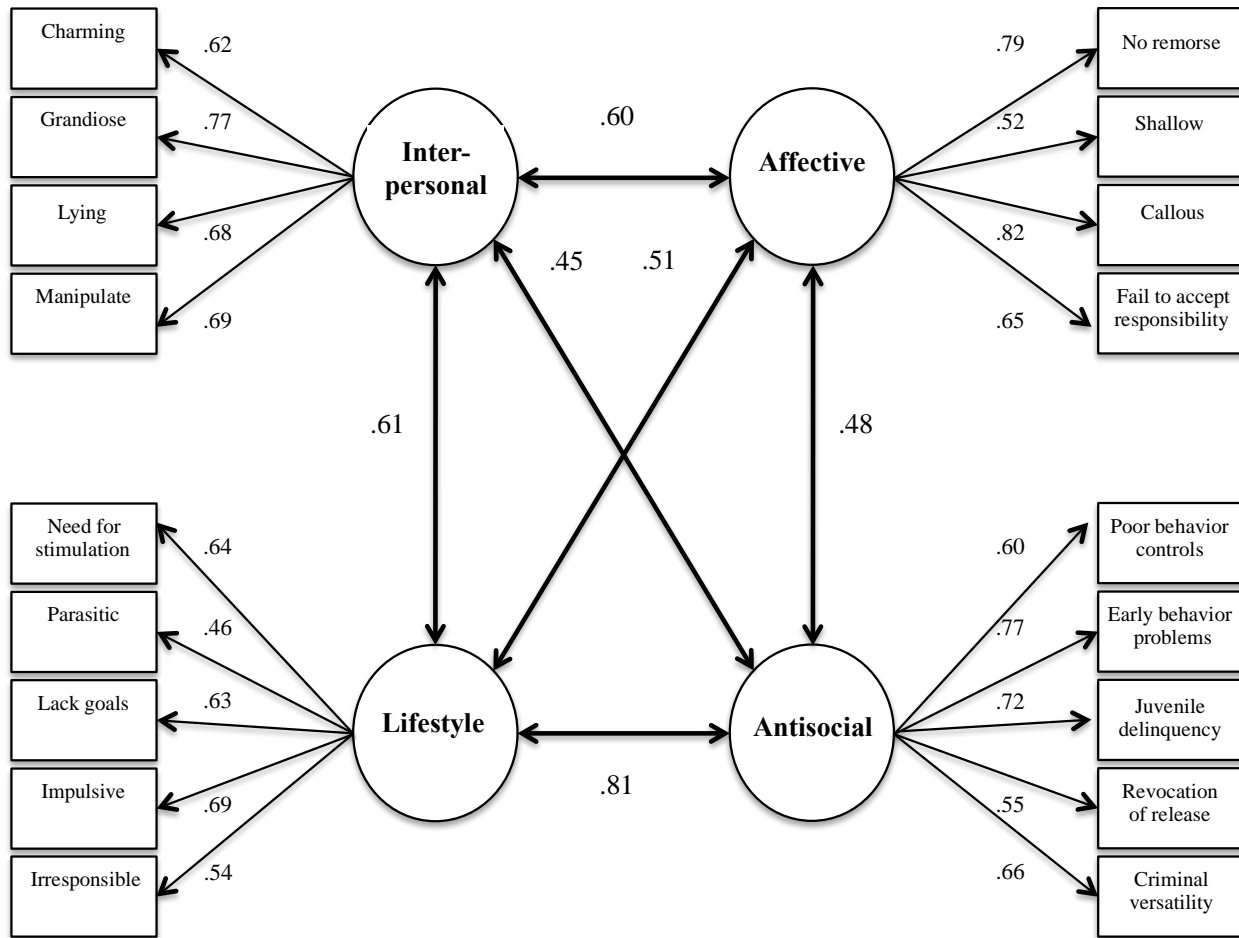 Charming
.62
Grandiose
.77
Lying
.68
Manipulate
.69
Inter-
personal
.60
Affective
.79
No remorse
.52
Shallow
Callous
.82
Fail to accept
responsibility
.65
.45
.51
.61
.48
Need for
stimulation
.64
Parasitic
.46
Lack goals
.63
Impulsive
.69
Irresponsible
.54
Lifestyle
.81
Antisocial
.60
Poor behavior
controls
.77
Early behavior
problems
.72
Juvenile
delinquency
.55
Revocation
of release
.66
Criminal
versatility